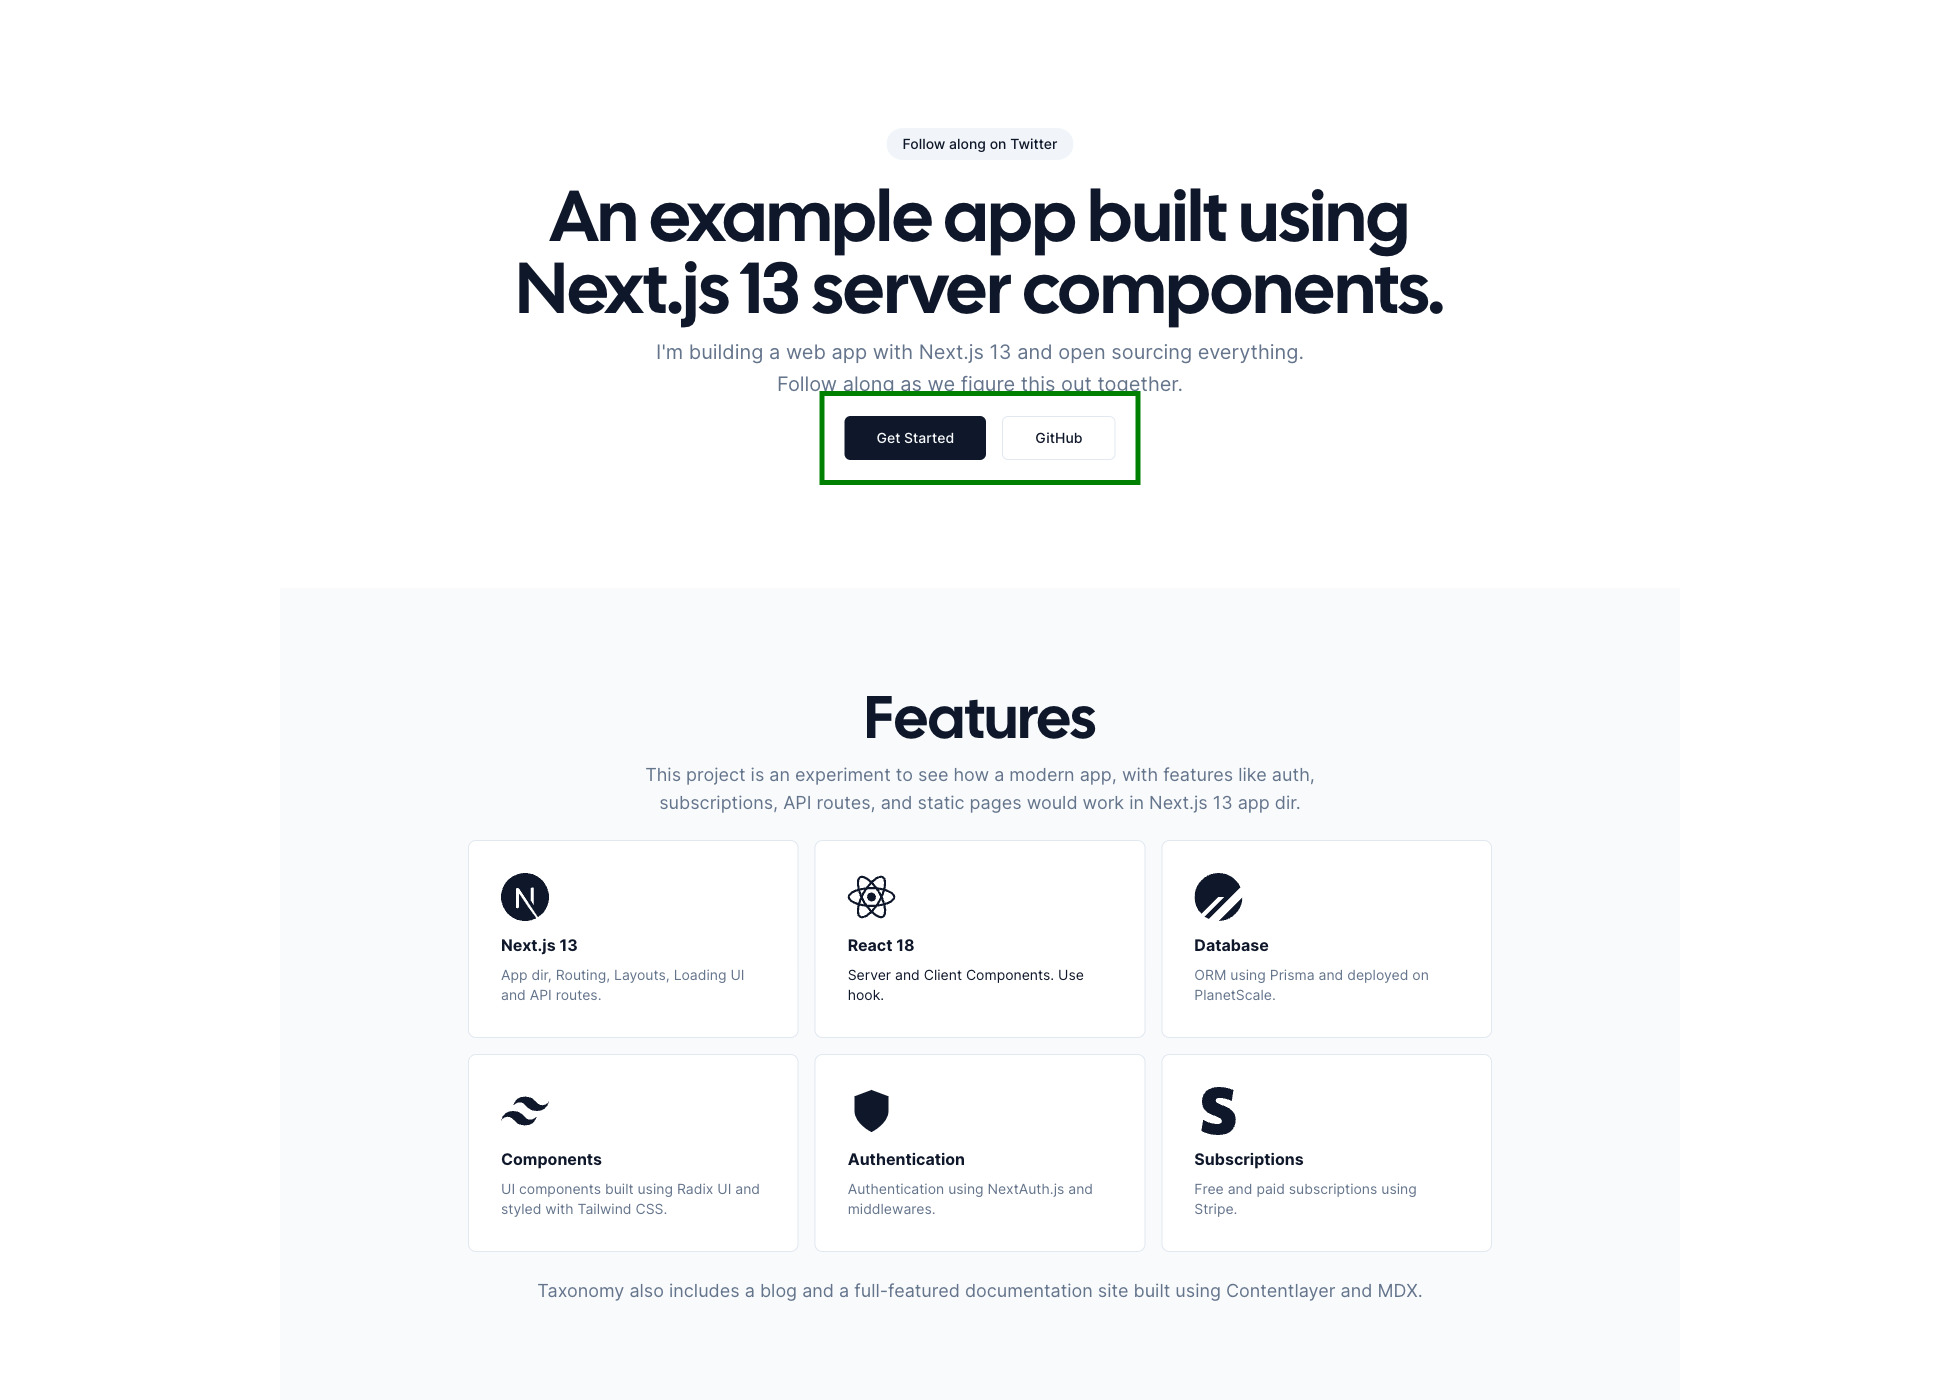 Follow along on Twitter
An example app built using
Next.js 13 server components.
I'm building a web app with Next.js 13 and open sourcing everything.
Follow along as we figure this out together.
Get Started
GitHub
Features
This project is an experiment to see how a modern app, with features like auth,
subscriptions, API routes, and static pages would work in Next.js 13 app dir.
Next.js 13
App dir, Routing, Layouts, Loading UI
and API routes.
React 18
Server and Client Components. Use
hook.
Database
ORM using Prisma and deployed on
PlanetScale.
Components
UI components built using Radix UI and
styled with Tailwind CSS.
Authentication
Authentication using NextAuth.js and
middlewares.
Subscriptions
Free and paid subscriptions using
Stripe.
Taxonomy also includes a blog and a full-featured documentation site built using Contentlayer and MDX.